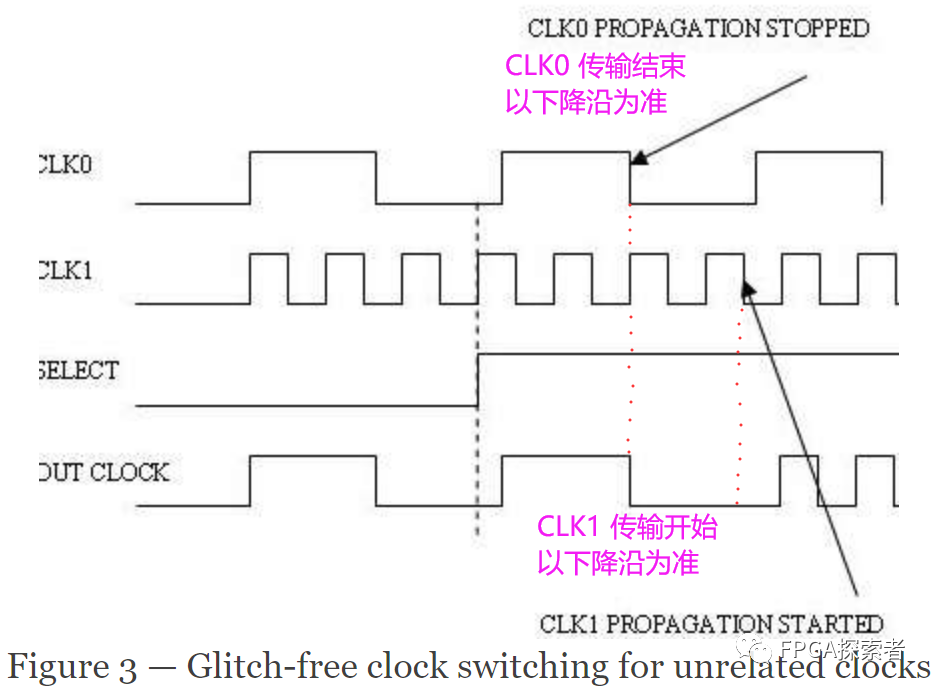 CLK0 PROPAGATION STOPPED
CLK0 传输结束
以下降沿为准
CLK0
CLK1
SELECT
OUT CLOCK
CLK1 传输开始
以下降沿为准
CLK1 PROPAGATION STARTED
FPGA探索者
Figure 3 — Glitch-free clock switching for unrelated clocks